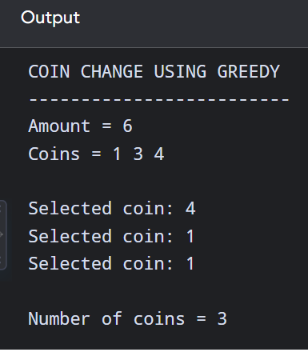 Output
COIN CHANGE USING GREEDY
-------------------------
Amount = 6
Coins = 1 3 4
Selected coin: 4
Selected coin: 1
Selected coin: 1
Number of coins = 3